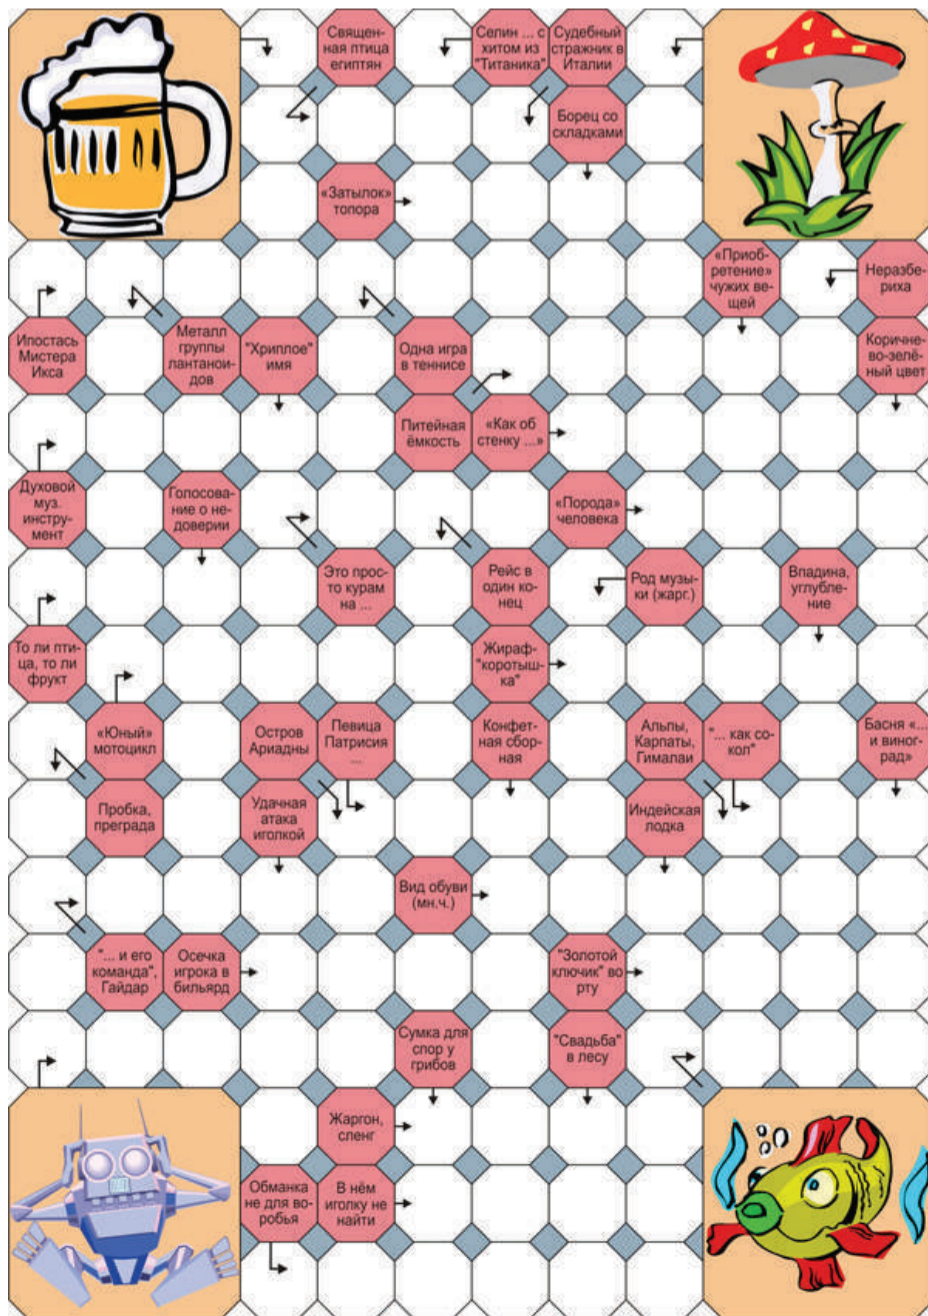 Священ-
ная птица
египтян
Селин ... с
хитом из
"Титаника"
Судебный
стражник в
Италии
Борец со
складками
«Затылок»
топора
«Приоб-
ретение»
чужих ве-
щей
Неразбе-
риха
Ипостась
Мистера
Икса
Металл
группы
лантанои-
дов
"Хриплое"
имя
Одна игра
в теннисе
Коричне-
во-зелё-
ный цвет
Питейная
ёмкость
«Как об
стенку ...»
Духовой
муз.
инстру-
мент
Голосова-
ние о не-
доверии
«Порода»
человека
Это прос-
то курам
на ...
Рейс в
один ко-
нец
Род музы-
ки (жарг.)
Впадина,
углубле-
ние
То ли пти-
ца, то ли
фрукт
Жираф-
"коротыш-
ка"
«Юный»
мотоцикл
Остров
Ариадны
Певица
Патрисия
...
Конфет-
ная сбор-
ная
Альпы,
Карпаты,
Гималаи
"... как со-
кол"
Басня «...
и виног-
рад»
Пробка,
преграда
Удачная
атака
иголкой
Индейская
лодка
Вид обуви
(мн.ч.)
"... и его
команда",
Гайдар
Осечка
игрока в
бильярд
"Золотой
ключик" во
рту
Сумка для
спор у
грибов
"Свадьба"
в лесу
Жаргон,
сленг
Обманка
не для во-
робья
В нём
иголку не
найти